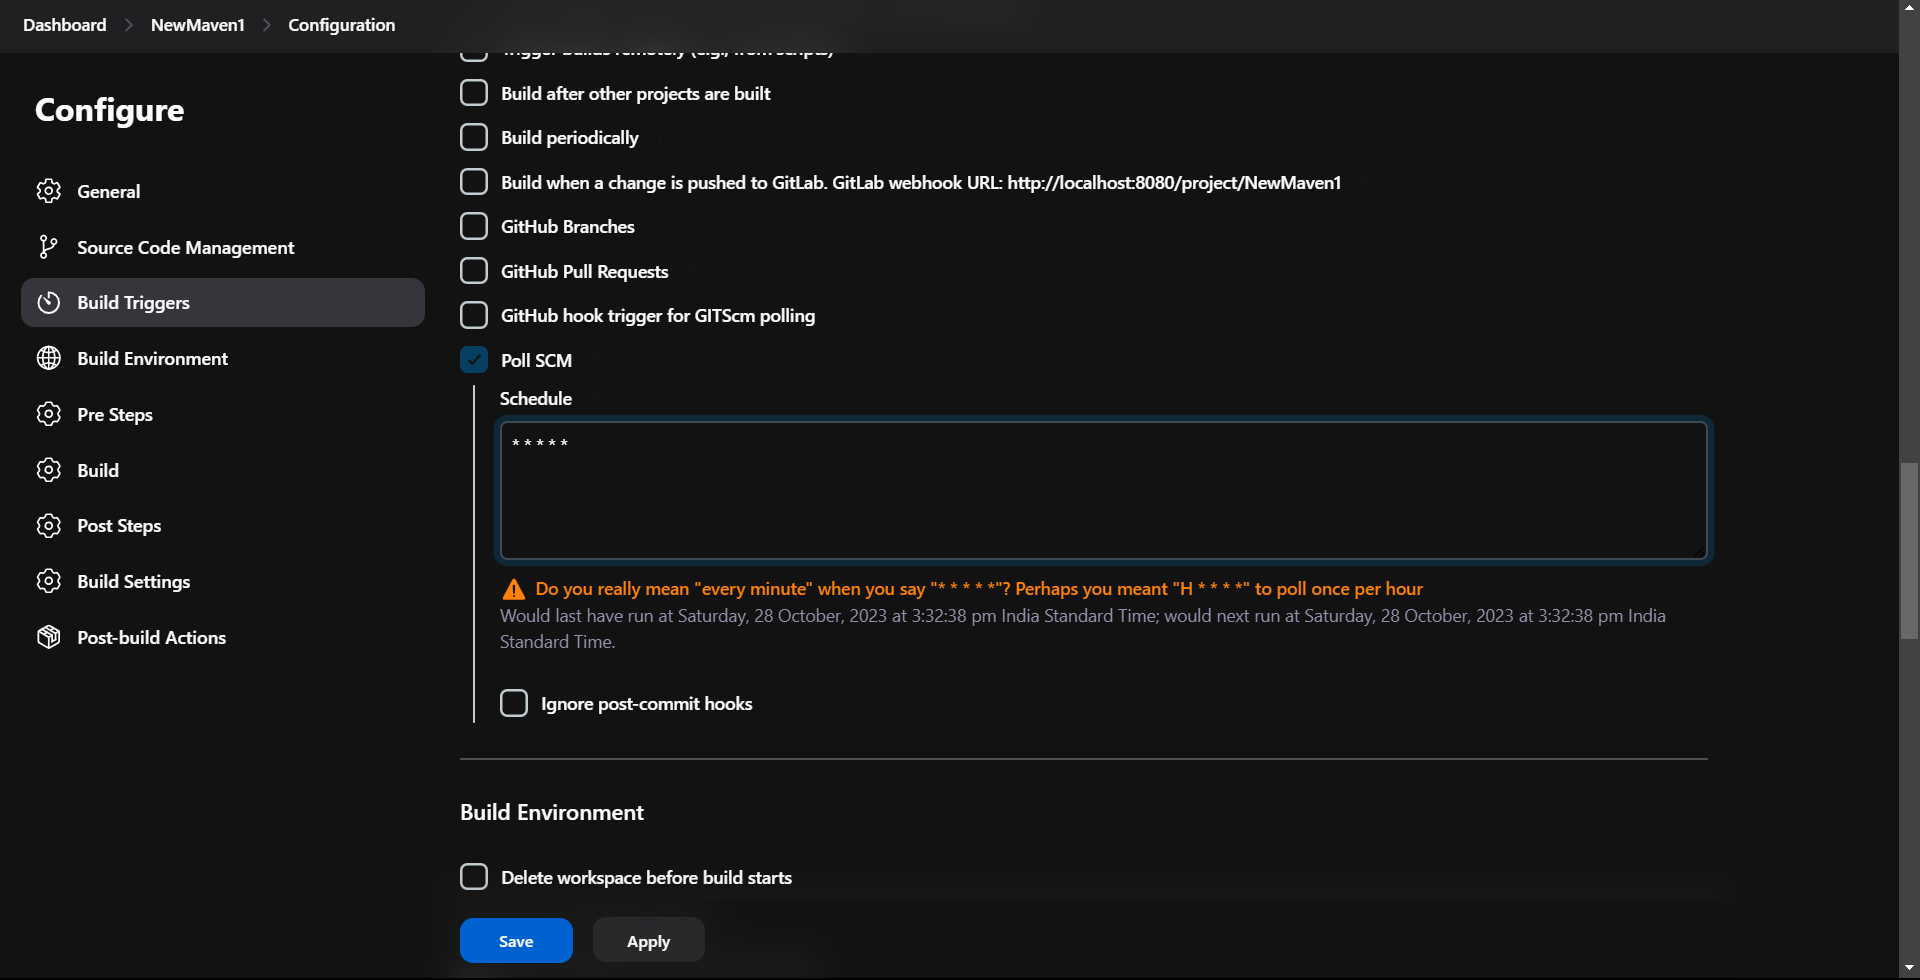 Dashboard > NewMaven1 > Configuration
Configure
General
Source Code Management
Build Triggers
Build Environment
Pre Steps
Build
Post Steps
Build Settings
Post-build Actions
Trigger builds remotely (e.g., from scripts)
Build after other projects are built
Build periodically
Build when a change is pushed to GitLab. GitLab webhook URL: http://localhost:8080/project/NewMaven1
GitHub Branches
GitHub Pull Requests
GitHub hook trigger for GITScm polling
Poll SCM
Schedule
* * * * *
Do you really mean "every minute" when you say "* * * * *"? Perhaps you meant "H * * * *" to poll once per hour
Would last have run at Saturday, 28 October, 2023 at 3:32:38 pm India Standard Time; would next run at Saturday, 28 October, 2023 at 3:32:38 pm India
Standard Time.
Ignore post-commit hooks
Build Environment
Delete workspace before build starts
Save
Apply